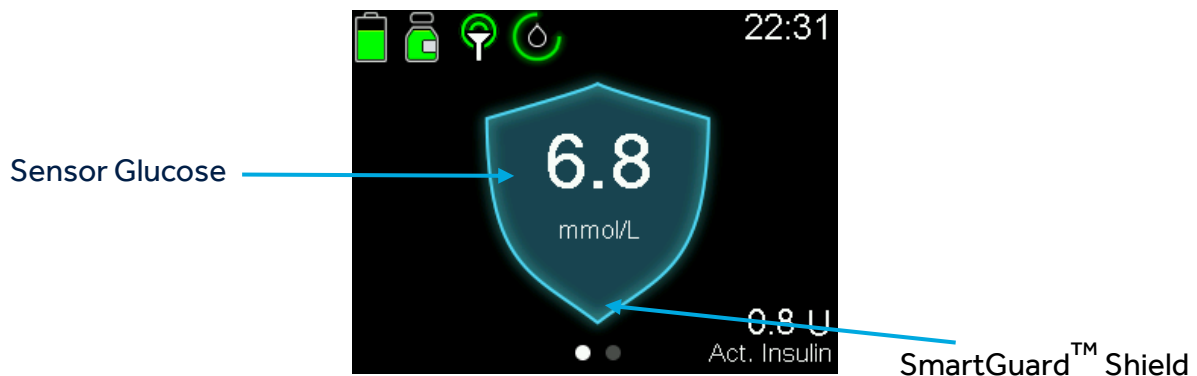 22:31
Sensor Glucose
6.8
mmol/L
0.8 U
Act. Insulin
SmartGuard™ Shield